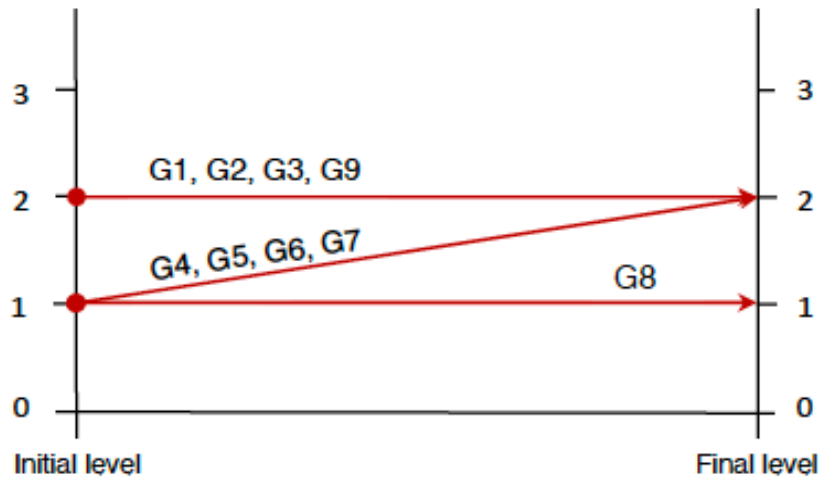 3 3
G1, G2, G3, G9
2 2
G4, G5, G6, G7
G8
1 1
0 0
Initial level Final level